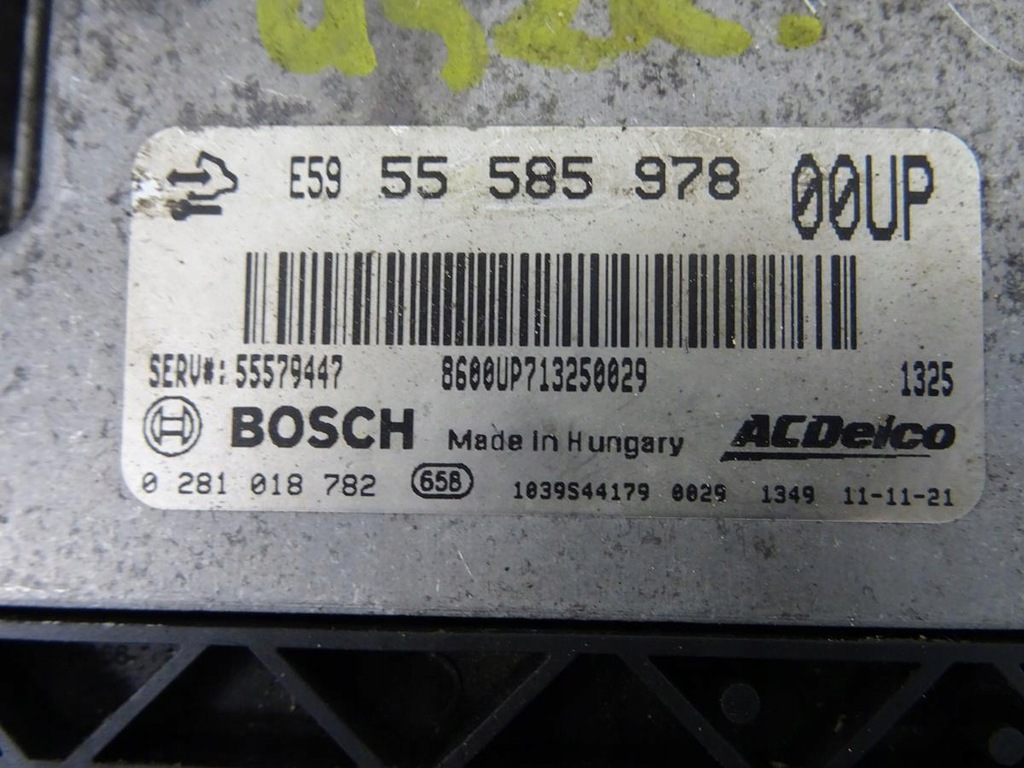 E59 55 585 978 00UP
SERV#: 55579447 8600UP713250029 1325
BOSCH Made in Hungary ACDelco
0 281 018 782 658 1039S44179 0029 1349 11-11-21